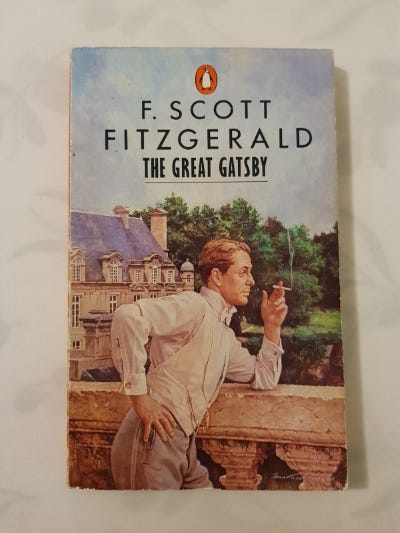 F. SCOTT
FITZGERALD
THE GREAT GATSBY